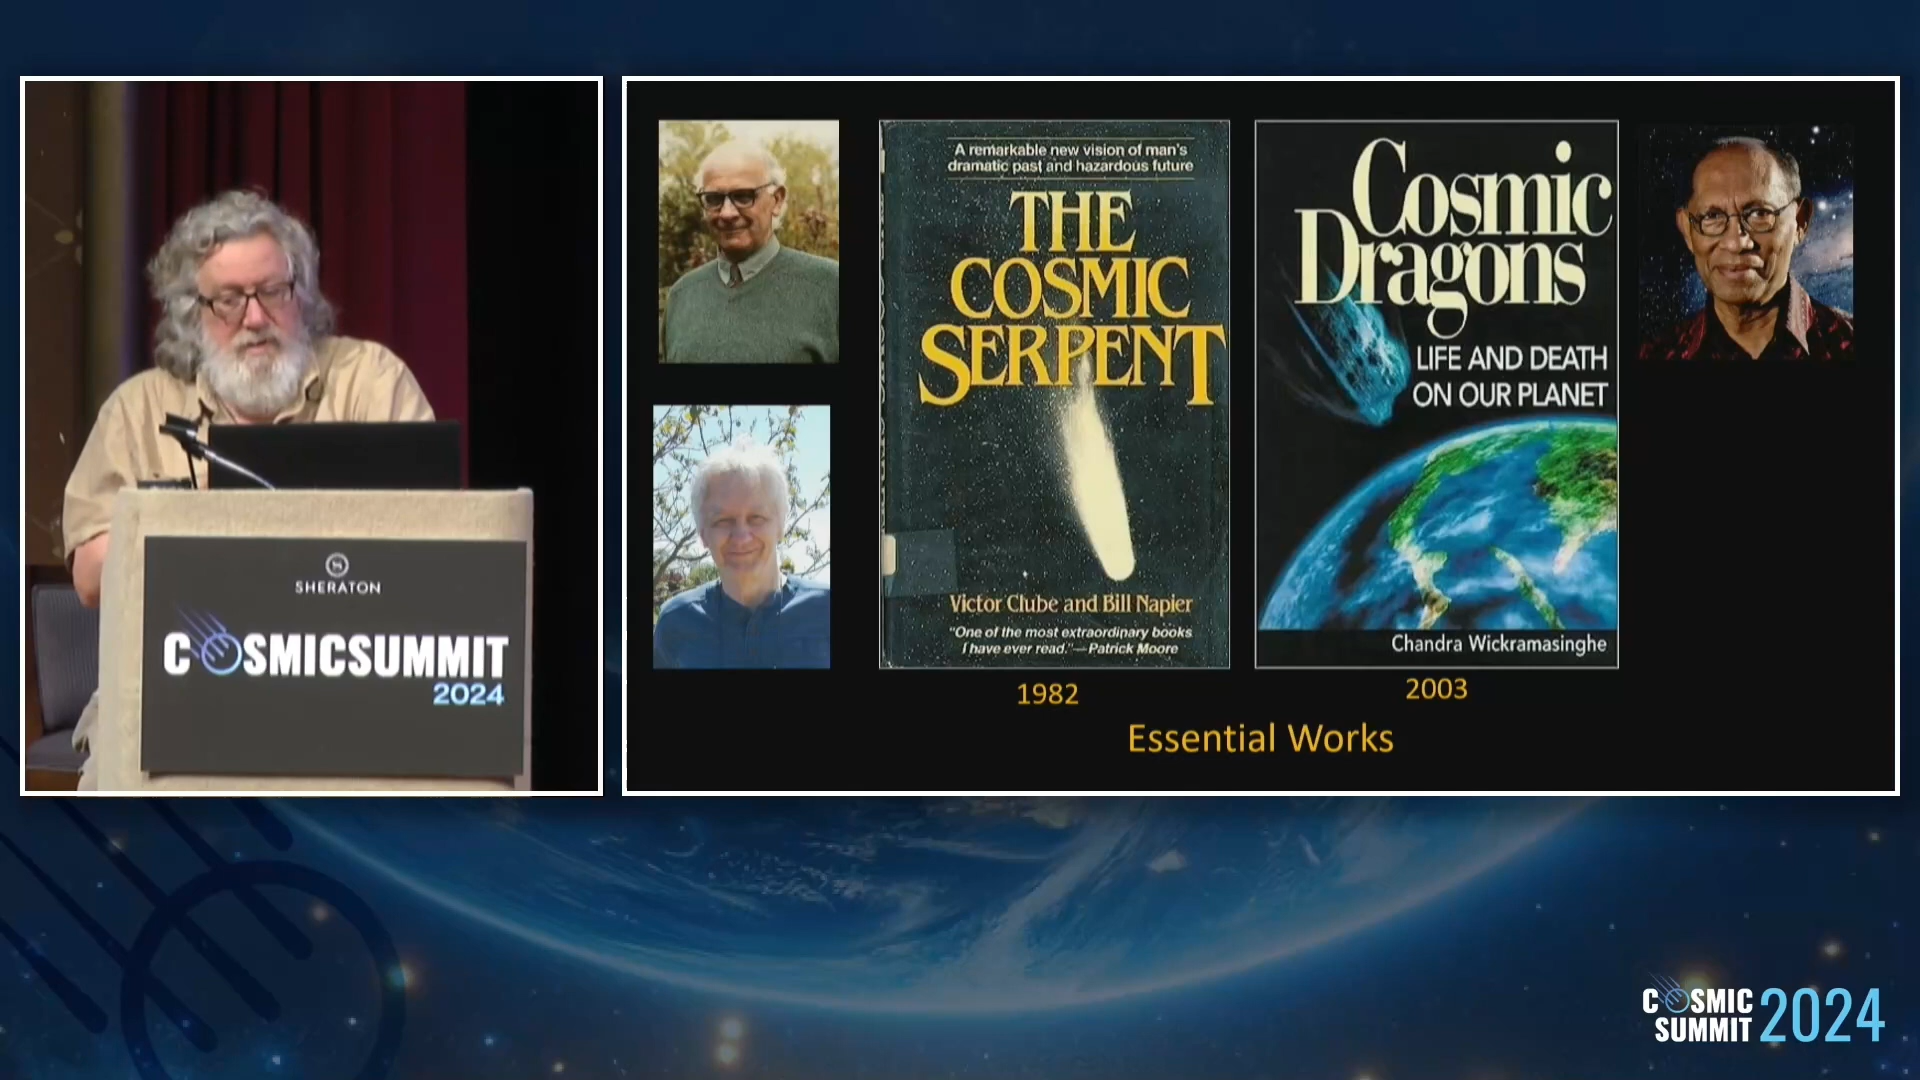 SHERATON
COSMICSUMMIT
2024
A remarkable new vision of man's
dramatic past and hazardous future
THE
COSMIC
SERPENT
Victor Clube and Bill Napier
"One of the most extraordinary books
I have ever read."—Patrick Moore
1982
Cosmic
Dragons
LIFE AND DEATH
ON OUR PLANET
Chandra Wickramasinghe
2003
Essential Works
COSMIC
SUMMIT
2024